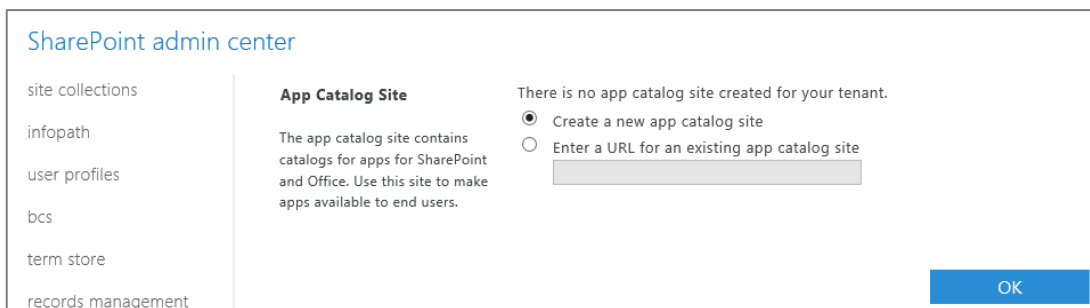 SharePoint admin center
site collections
infopath
user profiles
bcs
term store
records management
App Catalog Site
The app catalog site contains
catalogs for apps for SharePoint
and Office. Use this site to make
apps available to end users.
There is no app catalog site created for your tenant.
Create a new app catalog site
Enter a URL for an existing app catalog site
OK